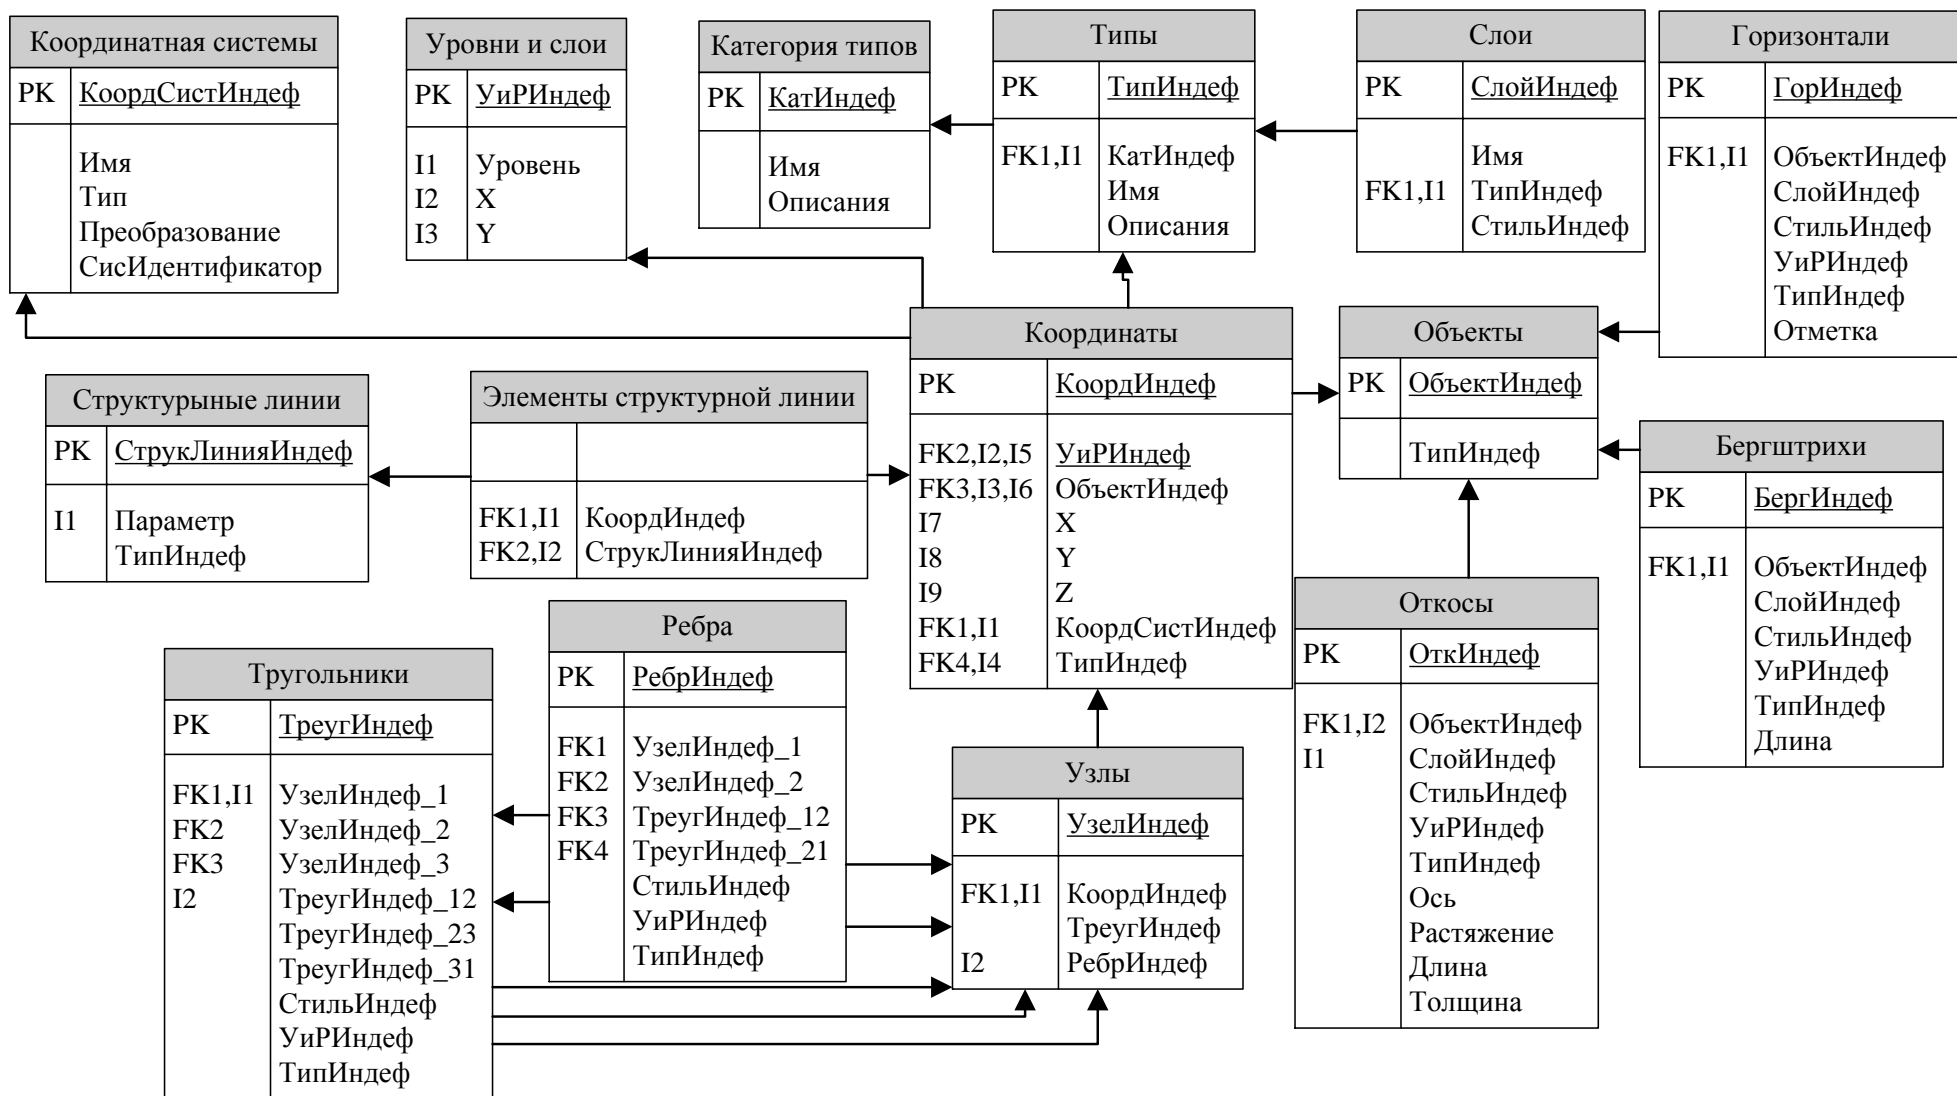 Координатная системы
PK КоордСистИндеф
Имя
Тип
Преобразование
СисИдентификатор
Уровни и слои
PK УиРИндеф
I1 Уровень
I2 X
I3 Y
Категория типов
PK КатИндеф
Имя
Описания
Типы
PK ТипИндеф
FK1,I1 КатИндеф
Имя
Описания
Слои
PK СлойИндеф
Имя
FK1,I1 ТипИндеф
СтильИндеф
Горизонтали
PK ГорИндеф
FK1,I1 ОбъектИндеф
СлойИндеф
СтильИндеф
УиРИндеф
ТипИндеф
Отметка
Структурыные линии
PK СтрукЛинияИндеф
I1 Параметр
ТипИндеф
Элементы структурной линии
FK1,I1 КоордИндеф
FK2,I2 СтрукЛинияИндеф
Координаты
PK КоордИндеф
FK2,I2,I5 УиРИндеф
FK3,I3,I6 ОбъектИндеф
I7 X
I8 Y
I9 Z
FK1,I1 КоордСистИндеф
FK4,I4 ТипИндеф
Объекты
PK ОбъектИндеф
ТипИндеф
Бергштрихи
PK БергИндеф
FK1,I1 ОбъектИндеф
СлойИндеф
СтильИндеф
УиРИндеф
ТипИндеф
Длина
Тругольники
PK ТреугИндеф
FK1,I1 УзелИндеф_1
FK2 УзелИндеф_2
FK3 УзелИндеф_3
I2 ТреугИндеф_12
ТреугИндеф_23
ТреугИндеф_31
СтильИндеф
УиРИндеф
ТипИндеф
Ребра
PK РебрИндеф
FK1 УзелИндеф_1
FK2 УзелИндеф_2
FK3 ТреугИндеф_12
FK4 ТреугИндеф_21
СтильИндеф
УиРИндеф
ТипИндеф
Узлы
PK УзелИндеф
FK1,I1 КоордИндеф
ТреугИндеф
I2 РебрИндеф
Откосы
PK ОткИндеф
FK1,I2 ОбъектИндеф
I1 СлойИндеф
СтильИндеф
УиРИндеф
ТипИндеф
Ось
Растяжение
Длина
Толщина